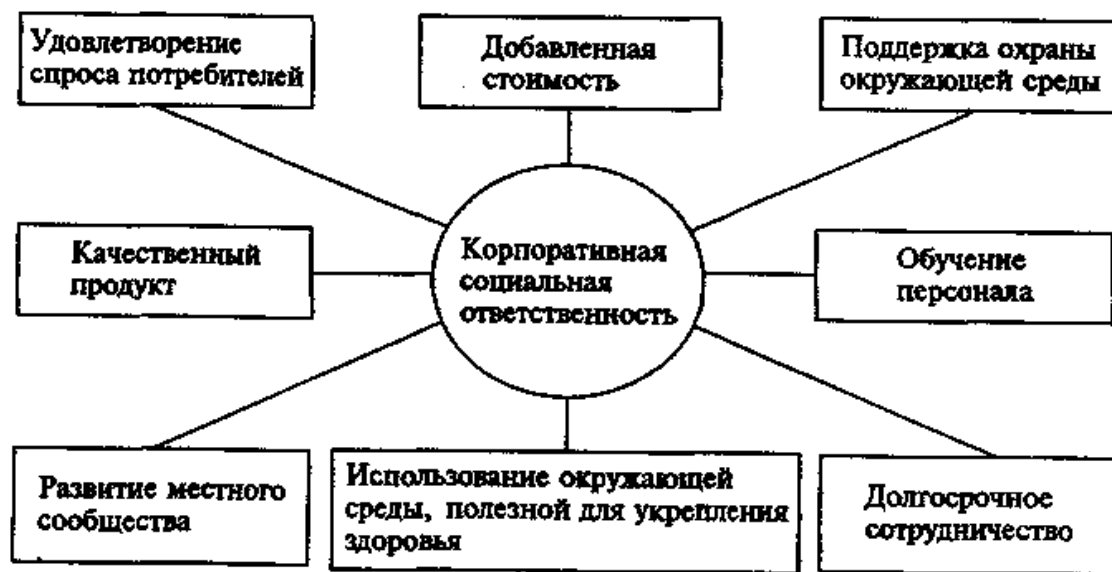 Удовлетворение
спроса потребителей
Добавленная
стоимость
Поддержка охраны
окружающей среды
Качественный
продукт
Корпоративная
социальная
ответственность
Обучение
персонала
Развитие местного
сообщества
Использование окружающей
среды, полезной для укрепления
здоровья
Долгосрочное
сотрудничество